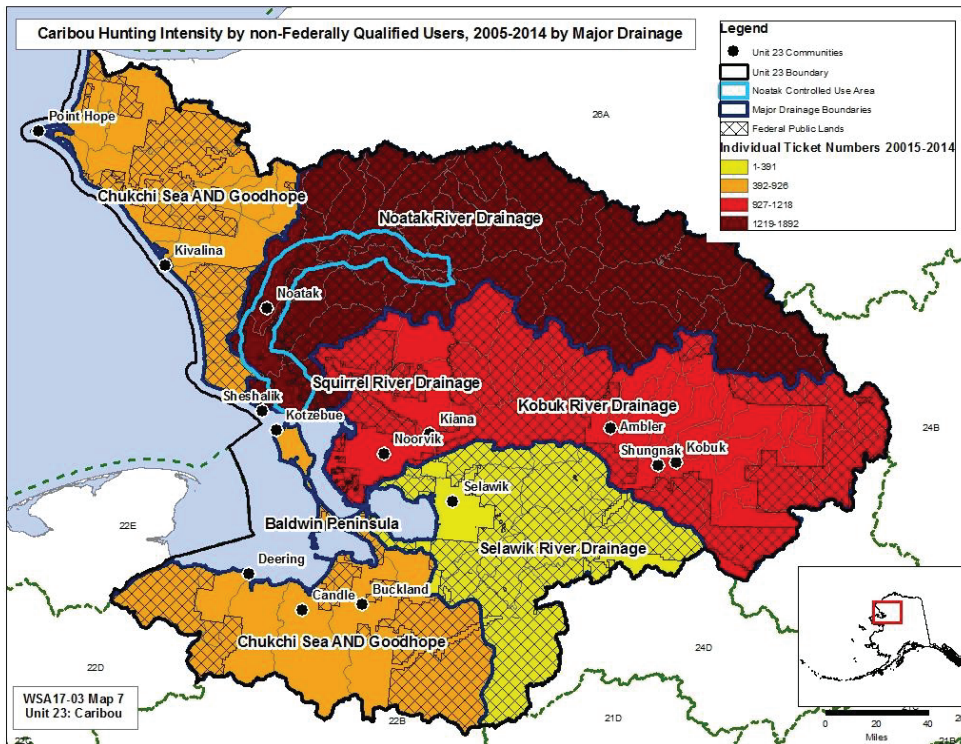 Caribou Hunting Intensity by non-Federally Qualified Users, 2005-2014 by Major Drainage
Legend
Unit 23 Communities
Unit 23 Boundary
Noatak Controlled Use Area
Major Drainage Boundaries
Federal Public Lands
Individual Ticket Numbers 20015-2014
1-391
392-926
927-1218
1219-1892
26A
Point Hope
Chukchi Sea AND Goodhope
Noatak River Drainage
Kivalina
Noatak
Squirrel River Drainage
Sheshalik
Kotzebue
Kiana
Kobuk River Drainage
Ambler
24B
Noorvik
Shungnak
Kobuk
Selawik
22E
Baldwin Peninsula
Selawik River Drainage
Deering
Candle
Buckland
Chukchi Sea AND Goodhope
24D
22D
WSA17-03 Map 7
Unit 23: Caribou
22B
21D
0 20 40
Miles